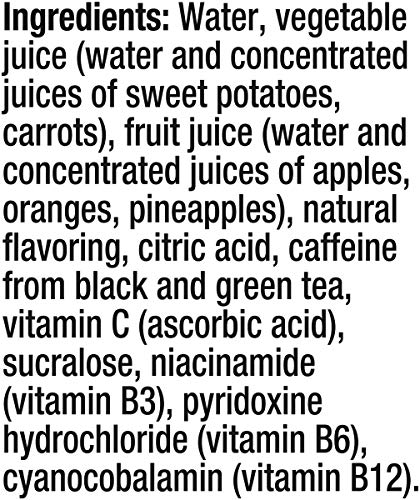 Ingredients: Water, vegetable
juice (water and concentrated
juices of sweet potatoes,
carrots), fruit juice (water and
concentrated juices of apples,
oranges, pineapples), natural
flavoring, citric acid, caffeine
from black and green tea,
vitamin C (ascorbic acid),
sucralose, niacinamide
(vitamin B3), pyridoxine
hydrochloride (vitamin B6),
cyanocobalamin (vitamin B12).